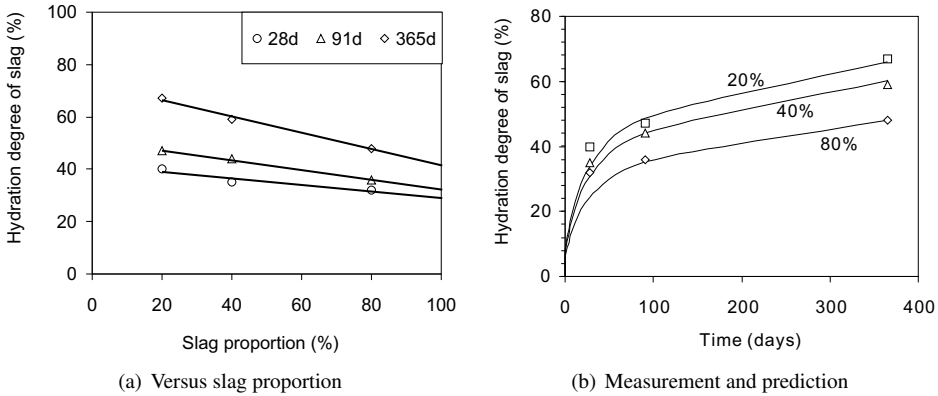 Hydration degree of slag (%)
100
80
60
40
20
0
28d 91d 365d
0 20 40 60 80 100
Slag proportion (%)
(a) Versus slag proportion
Hydration degree of slag (%)
80
60
40
20
0
20%
40%
80%
0 100 200 300 400
Time (days)
(b) Measurement and prediction